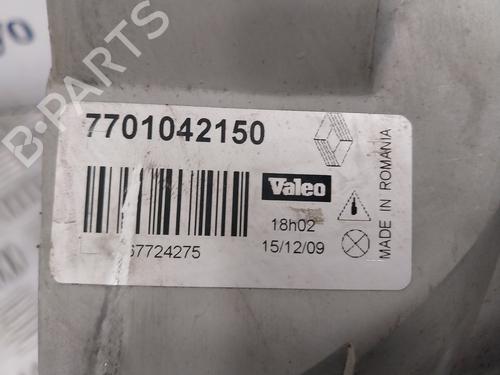 B-PARTS
7701042150
Valeo
18h02
15/12/09
67724275
MADE IN ROMANIA